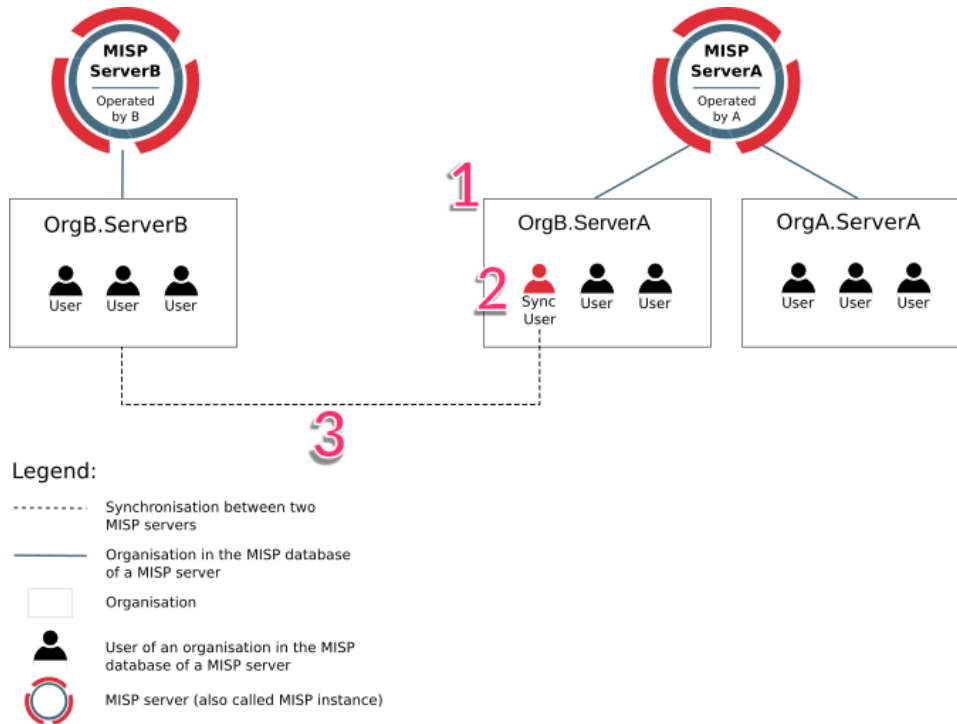 MISP
ServerB
Operated
by B
MISP
ServerA
Operated
by A
1
OrgB.ServerB
User User User
OrgB.ServerA
2
Sync
User
User User
OrgA.ServerA
User User User
3
Legend:
Synchronisation between two
MISP servers
Organisation in the MISP database
of a MISP server
Organisation
User of an organisation in the MISP
database of a MISP server
MISP server (also called MISP instance)